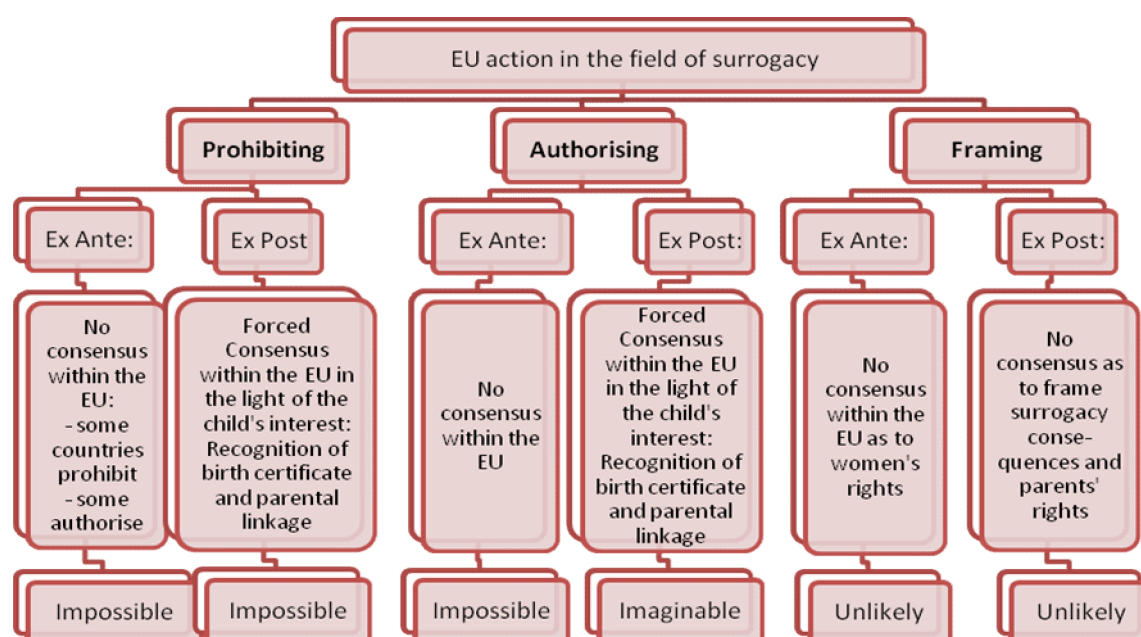 EU action in the field of surrogacy
Prohibiting
Authorising
Framing
Ex Ante:
Ex Post
Ex Ante:
Ex Post:
Ex Ante:
Ex Post:
No
consensus
within the
EU:
- some
countries
prohibit
- some
authorise
Forced
Consensus
within the EU in
the light of the
child's interest:
Recognition of
birth certificate
and parental
linkage
No
consensus
within the
EU
Forced
Consensus
within the EU
in the light of
the child's
interest:
Recognition of
birth certificate
and parental
linkage
No
consensus
within the
EU as to
women's
rights
No
consensus as
to frame
surrogacy
conse-
quences and
parents'
rights
Impossible
Impossible
Impossible
Imaginable
Unlikely
Unlikely